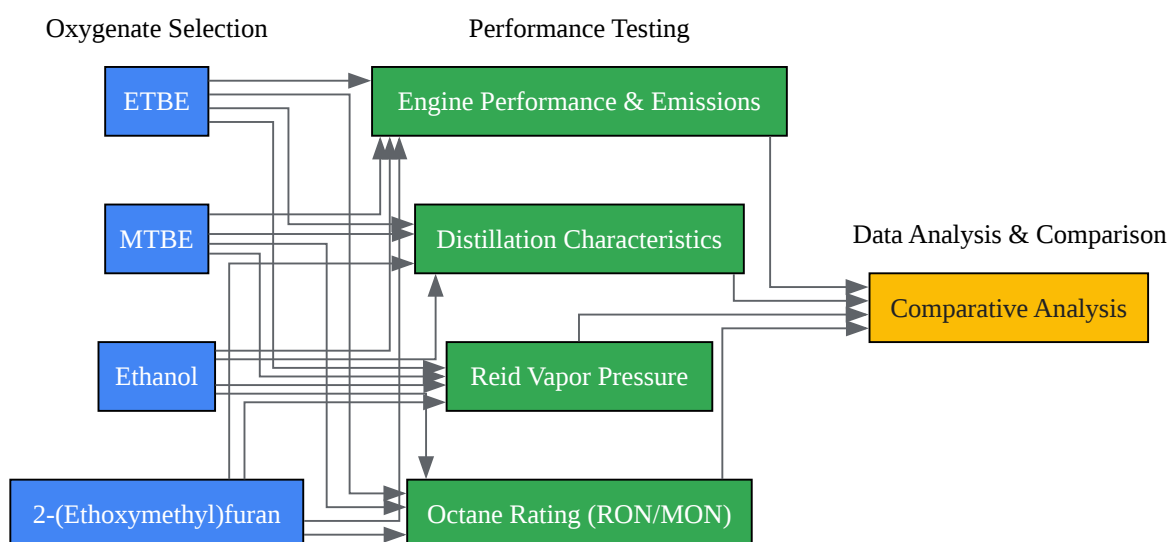 Oxygenate Selection
Performance Testing
ETBE
Engine Performance & Emissions
MTBE
Distillation Characteristics
Data Analysis & Comparison
Comparative Analysis
Ethanol
Reid Vapor Pressure
2-(Ethoxymethyl)furan
Octane Rating (RON/MON)